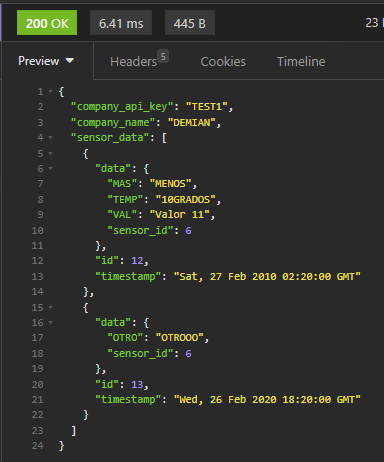 200 OK 6.41 ms 445 B 23
Preview Headers 5 Cookies Timeline
1 {
2 "company_api_key": "TEST1",
3 "company_name": "DEMIAN",
4 "sensor_data": [
5 {
6 "data": {
7 "MAS": "MENOS",
8 "TEMP": "10GRADOS",
9 "VAL": "Valor 11",
10 "sensor_id": 6
11 },
12 "id": 12,
13 "timestamp": "Sat, 27 Feb 2010 02:20:00 GMT"
14 },
15 {
16 "data": {
17 "OTRO": "OTROOO",
18 "sensor_id": 6
19 },
20 "id": 13,
21 "timestamp": "Wed, 26 Feb 2020 18:20:00 GMT"
22 }
23 ]
24 }